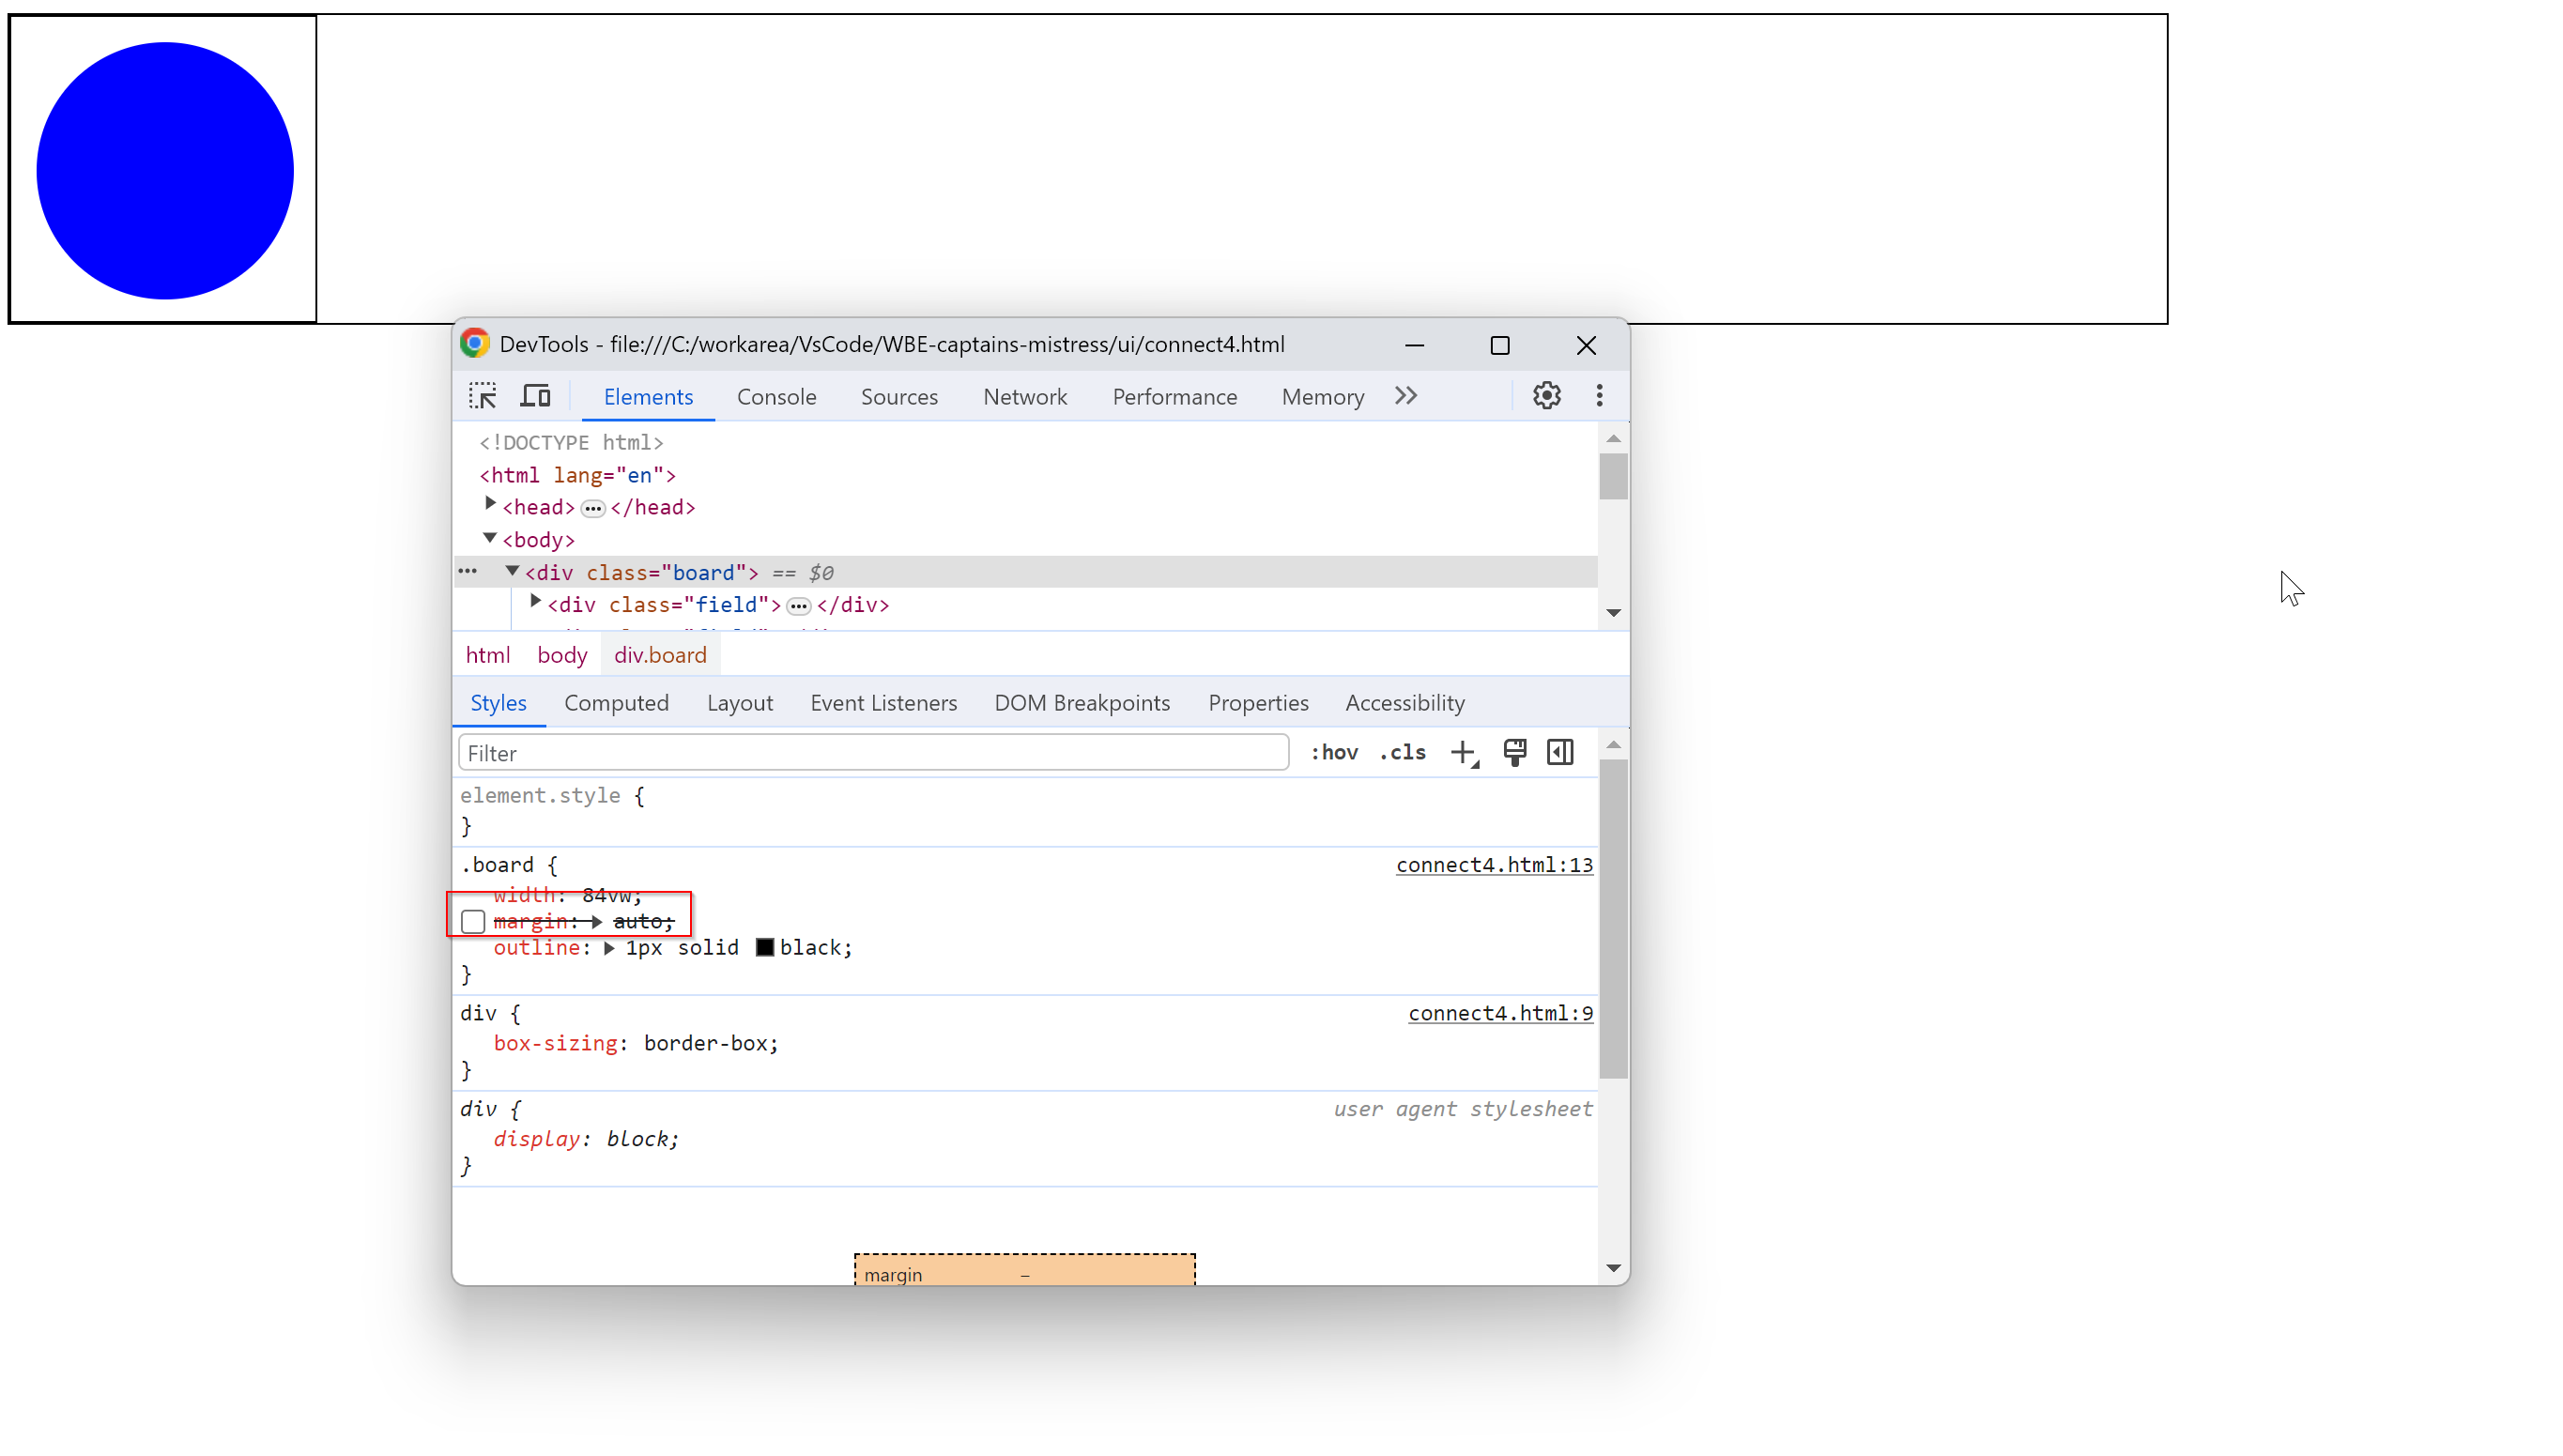 DevTools - file:///C:/workarea/VsCode/WBE-captains-mistress/ui/connect4.html
Elements Console Sources Network Performance Memory
<!DOCTYPE html>
<html lang="en">
<head> ••• </head>
<body>
••• <div class="board"> == $0
<div class="field"> ••• </div>
html body div.board
Styles Computed Layout Event Listeners DOM Breakpoints Properties Accessibility
Filter :hov .cls
element.style {
}
.board { connect4.html:13
width: 84vw;
margin: auto;
outline: 1px solid black;
}
div { connect4.html:9
box-sizing: border-box;
}
div { user agent stylesheet
display: block;
}
margin –